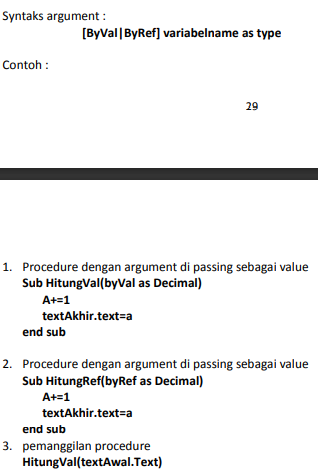 Syntaks argument :
[ByVal|ByRef] variabelname as type
Contoh :
29
1. Procedure dengan argument di passing sebagai value
Sub HitungVal(byVal as Decimal)
A+=1
textAkhir.text=a
end sub
2. Procedure dengan argument di passing sebagai value
Sub HitungRef(byRef as Decimal)
A+=1
textAkhir.text=a
end sub
3. pemanggilan procedure
HitungVal(textAwal.Text)